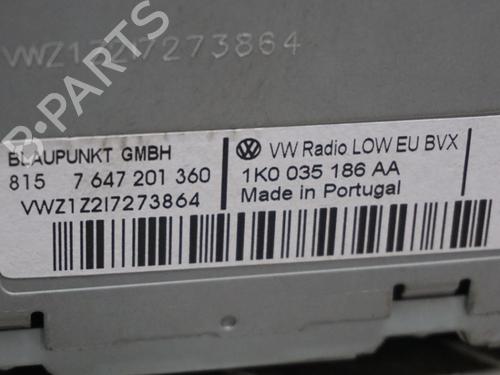 VWZ1Z2I7273864
B-PARTS
BLAUPUNKT GMBH
815 7 647 201 360
VWZ1Z2I7273864
VW Radio LOW EU BVX
1K0 035 186 AA
Made in Portugal